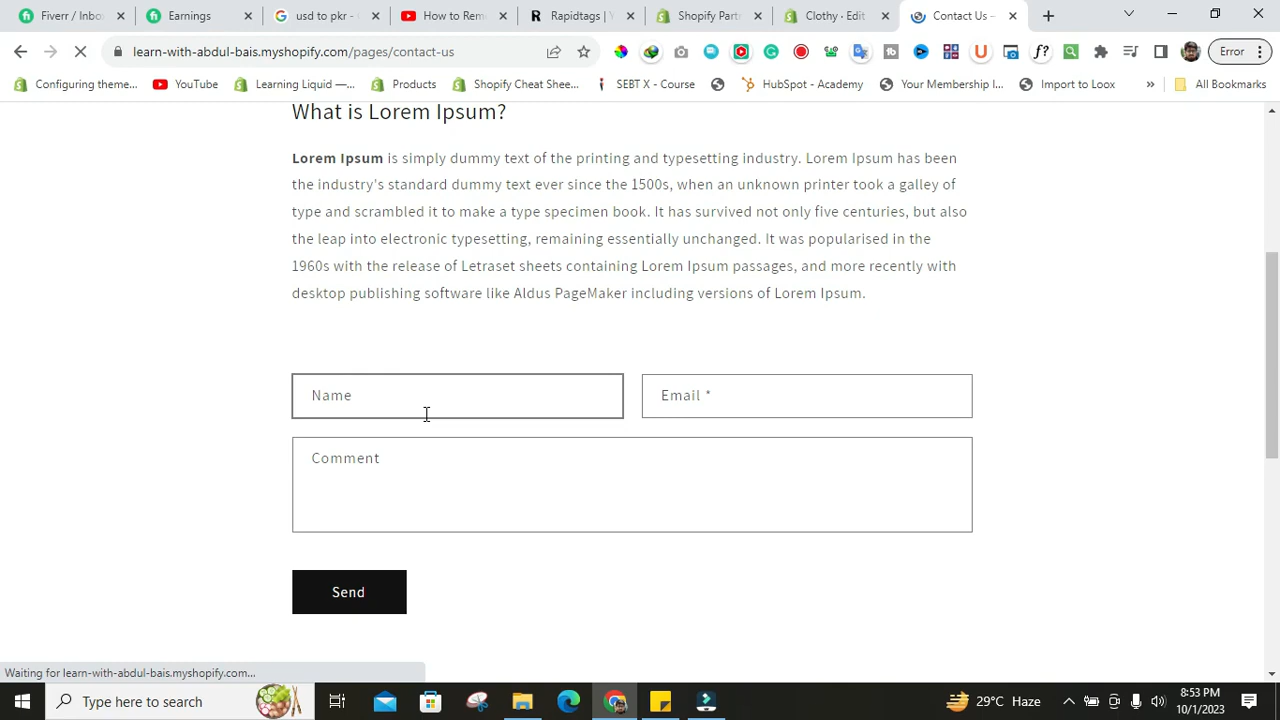 Fiverr / Inbo
Earnings
usd to pkr - G
How to Rem
Rapidtags | Y
Shopify Part
Clothy · Edit
Contact Us –
learn-with-abdul-bais.myshopify.com/pages/contact-us
Error
Configuring theme...
YouTube
Learning Liquid —...
Products
Shopify Cheat Shee...
SEBT X - Course
HubSpot - Academy
Your Membership I...
Import to Loox
»
All Bookmarks
What is Lorem Ipsum?
Lorem Ipsum is simply dummy text of the printing and typesetting industry. Lorem Ipsum has been
the industry's standard dummy text ever since the 1500s, when an unknown printer took a galley of
type and scrambled it to make a type specimen book. It has survived not only five centuries, but also
the leap into electronic typesetting, remaining essentially unchanged. It was popularised in the
1960s with the release of Letraset sheets containing Lorem Ipsum passages, and more recently with
desktop publishing software like Aldus PageMaker including versions of Lorem Ipsum.
Name
Email *
Comment
Send
Waiting for learn-with-abdul-bais.myshopify.com...
Type here to search
29°C Haze
8:53 PM
10/1/2023